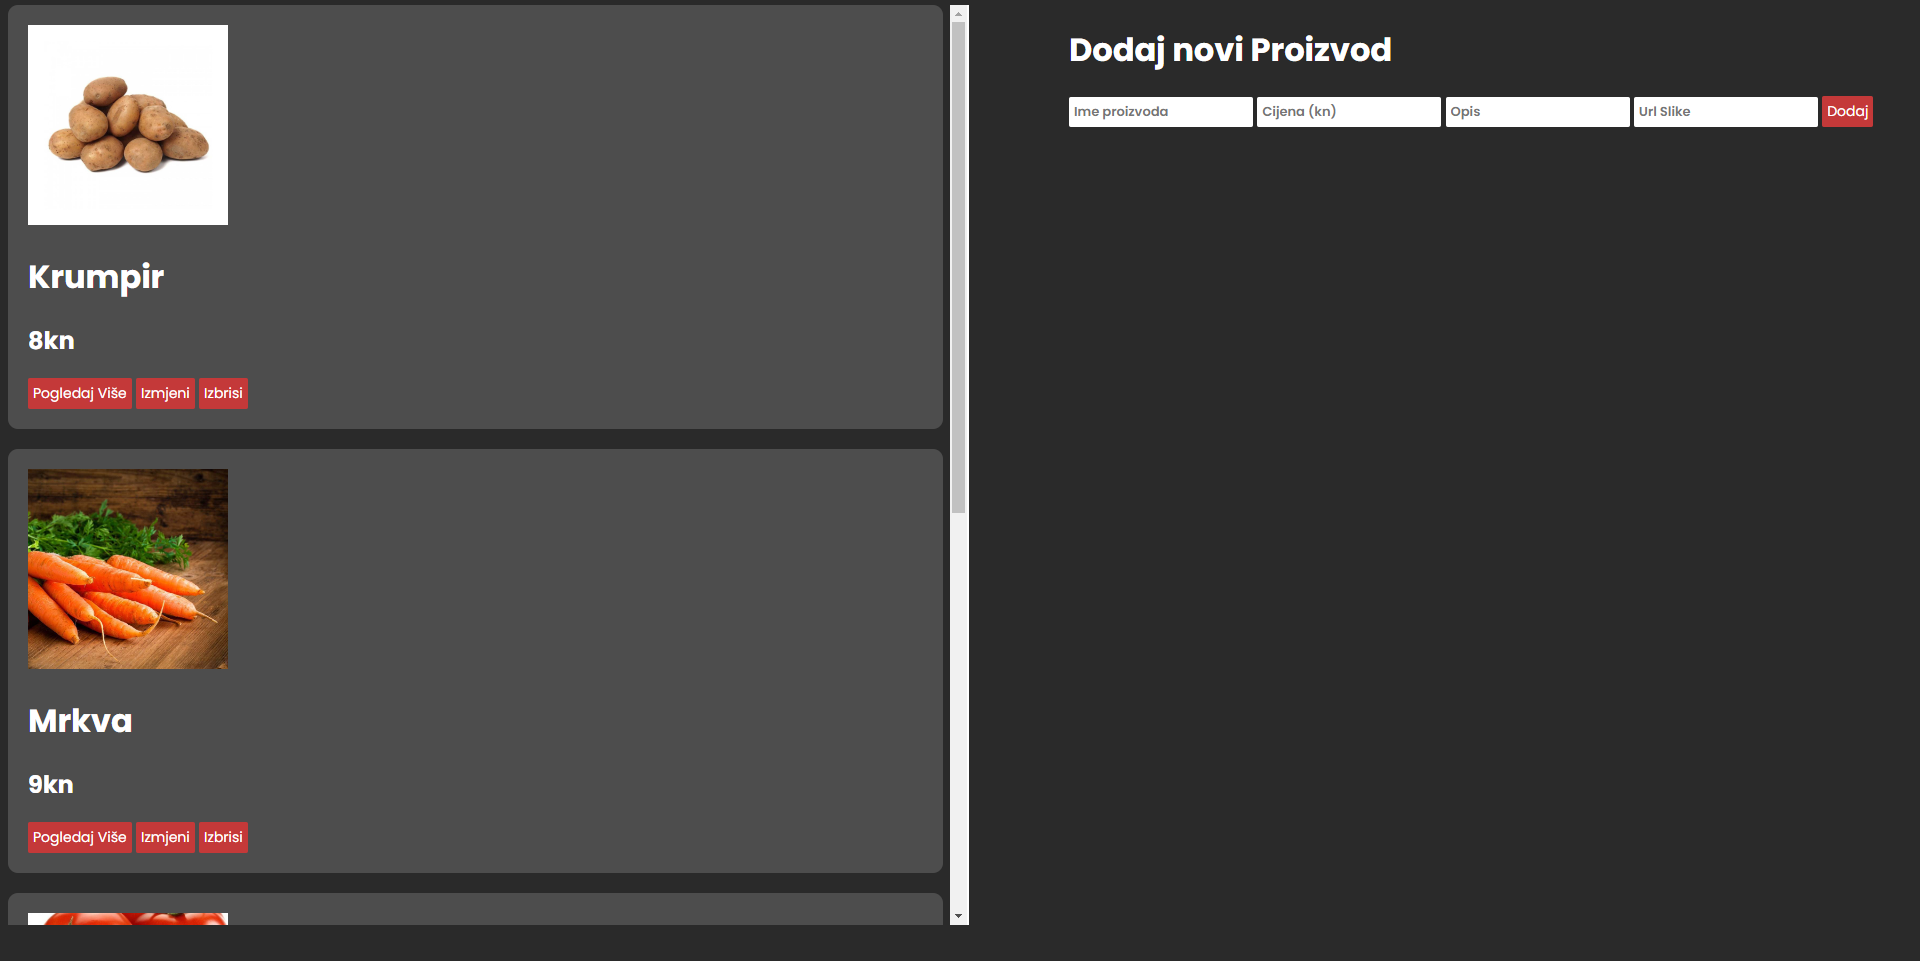 Krumpir
8kn
Pogledaj Više Izmjeni Izbrisi
Mrkva
9kn
Pogledaj Više Izmjeni Izbrisi
Dodaj novi Proizvod
Ime proizvoda Cijena (kn) Opis Url Slike Dodaj